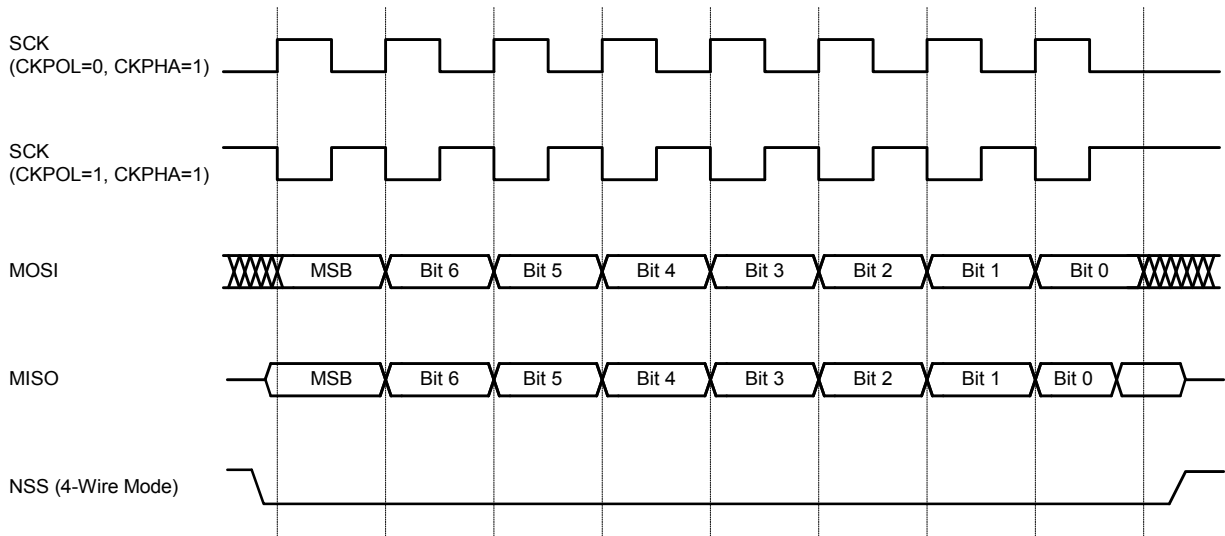 SCK
(CKPOL=0, CKPHA=1)
SCK
(CKPOL=1, CKPHA=1)
MOSI
MSB Bit 6 Bit 5 Bit 4 Bit 3 Bit 2 Bit 1 Bit 0
MISO
MSB Bit 6 Bit 5 Bit 4 Bit 3 Bit 2 Bit 1 Bit 0
NSS (4-Wire Mode)